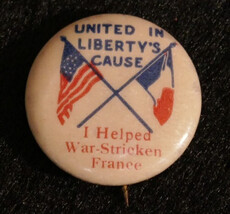 UNITED IN
LIBERTY'S
CAUSE
I Helped
War-Stricken
France